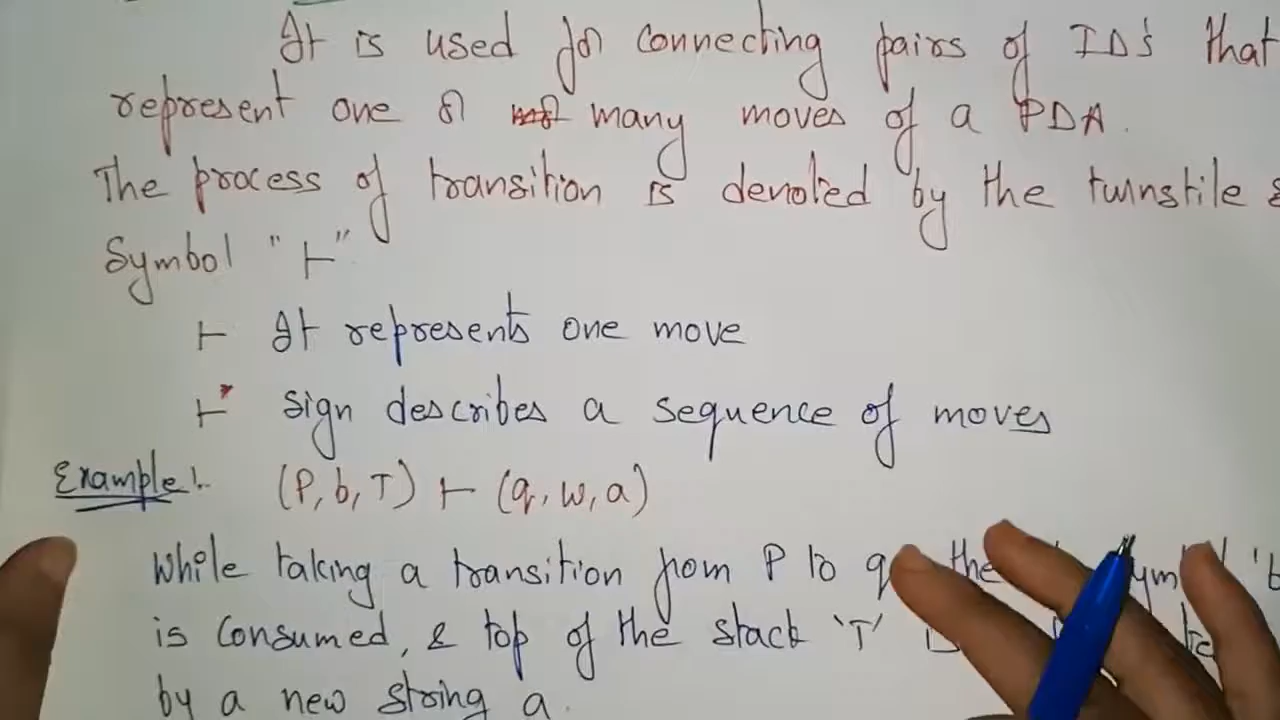 It is used for connecting pairs of ID's that
represent one or many moves of a PDA.
The process of transition is denoted by the turnstile
Symbol "⊢"
⊢ It represents one move
⊢* sign describes a sequence of moves
Example:. (P, b, T) ⊢ (q, w, a)
While taking a transition from P to q the 'b
is consumed, & top of the stack 'T'
by a new string a.